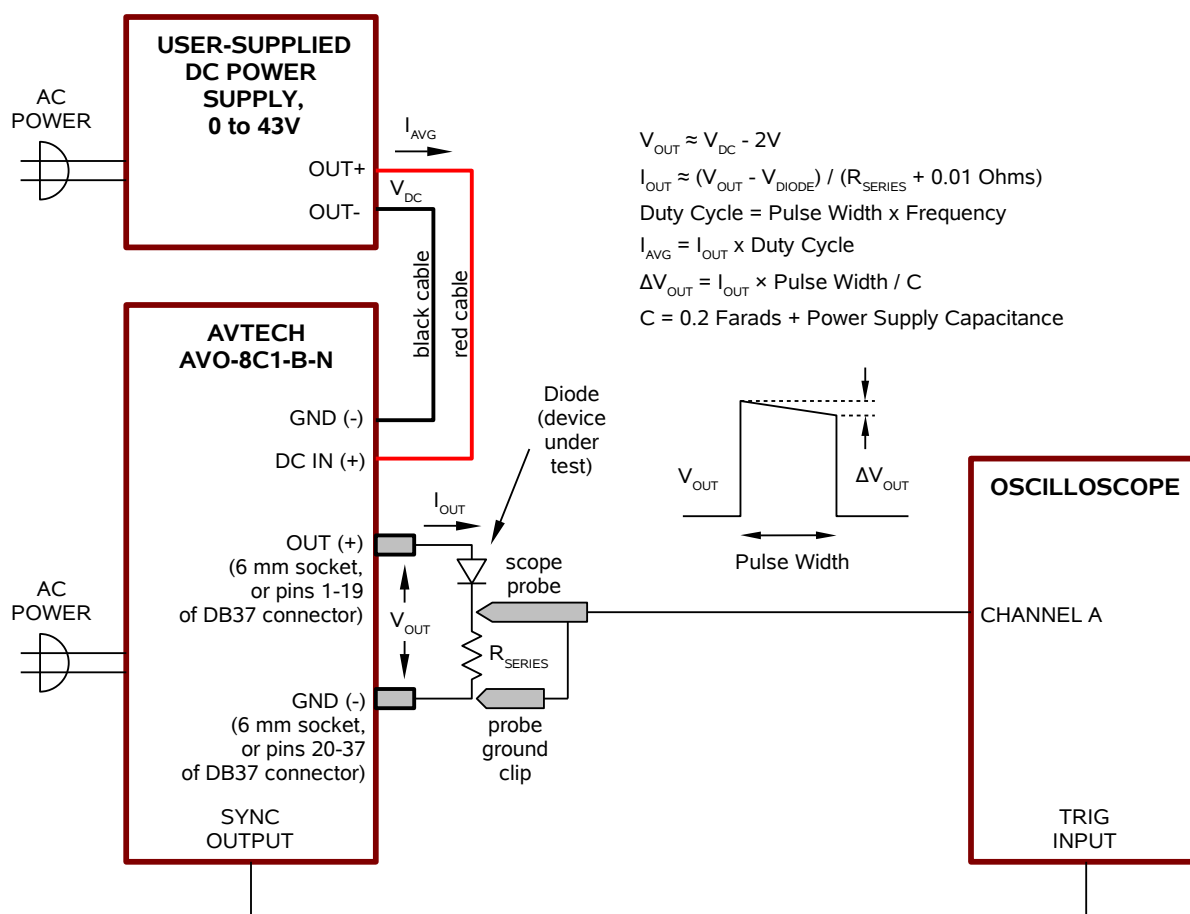 USER-SUPPLIED
DC POWER
SUPPLY,
0 to 43V
AC
POWER
I_AVG
OUT+
V_DC
OUT-
black cable
red cable
V_OUT ≈ V_DC - 2V
I_OUT ≈ (V_OUT - V_DIODE) / (R_SERIES + 0.01 Ohms)
Duty Cycle = Pulse Width x Frequency
I_AVG = I_OUT x Duty Cycle
ΔV_OUT = I_OUT × Pulse Width / C
C = 0.2 Farads + Power Supply Capacitance
AVTECH
AVO-8C1-B-N
GND (-)
DC IN (+)
Diode
(device
under
test)
I_OUT
OUT (+)
(6 mm socket,
or pins 1-19
of DB37 connector)
V_OUT
scope
probe
R_SERIES
AC
POWER
GND (-)
(6 mm socket,
or pins 20-37
of DB37 connector)
probe
ground
clip
SYNC
OUTPUT
V_OUT
ΔV_OUT
Pulse Width
OSCILLOSCOPE
CHANNEL A
TRIG
INPUT